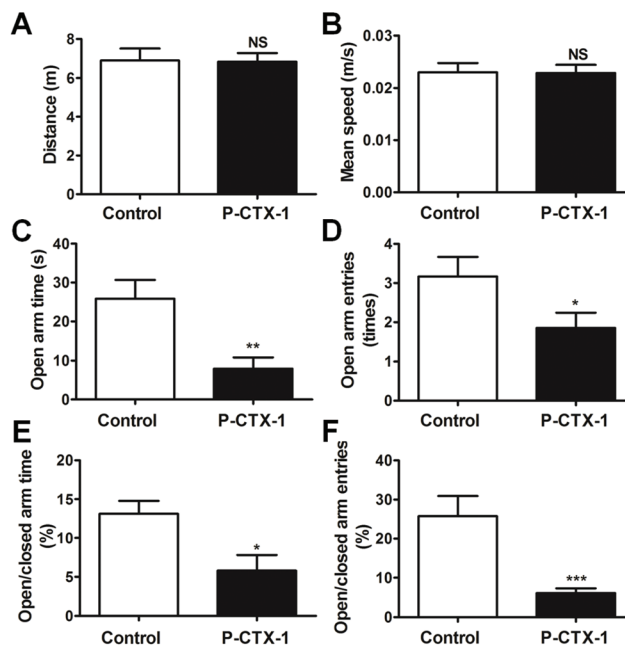 A
Distance (m)
8
6
4
2
0
NS
Control
P-CTX-1
B
Mean speed (m/s)
0.03
0.02
0.01
0.00
NS
Control
P-CTX-1
C
Open arm time (s)
40
30
20
10
0
**
Control
P-CTX-1
D
Open arm entries
(times)
4
3
2
1
0
*
Control
P-CTX-1
E
Open/closed arm time
(%)
20
15
10
5
0
*
Control
P-CTX-1
F
Open/closed arm entries
(%)
40
30
20
10
0
***
Control
P-CTX-1